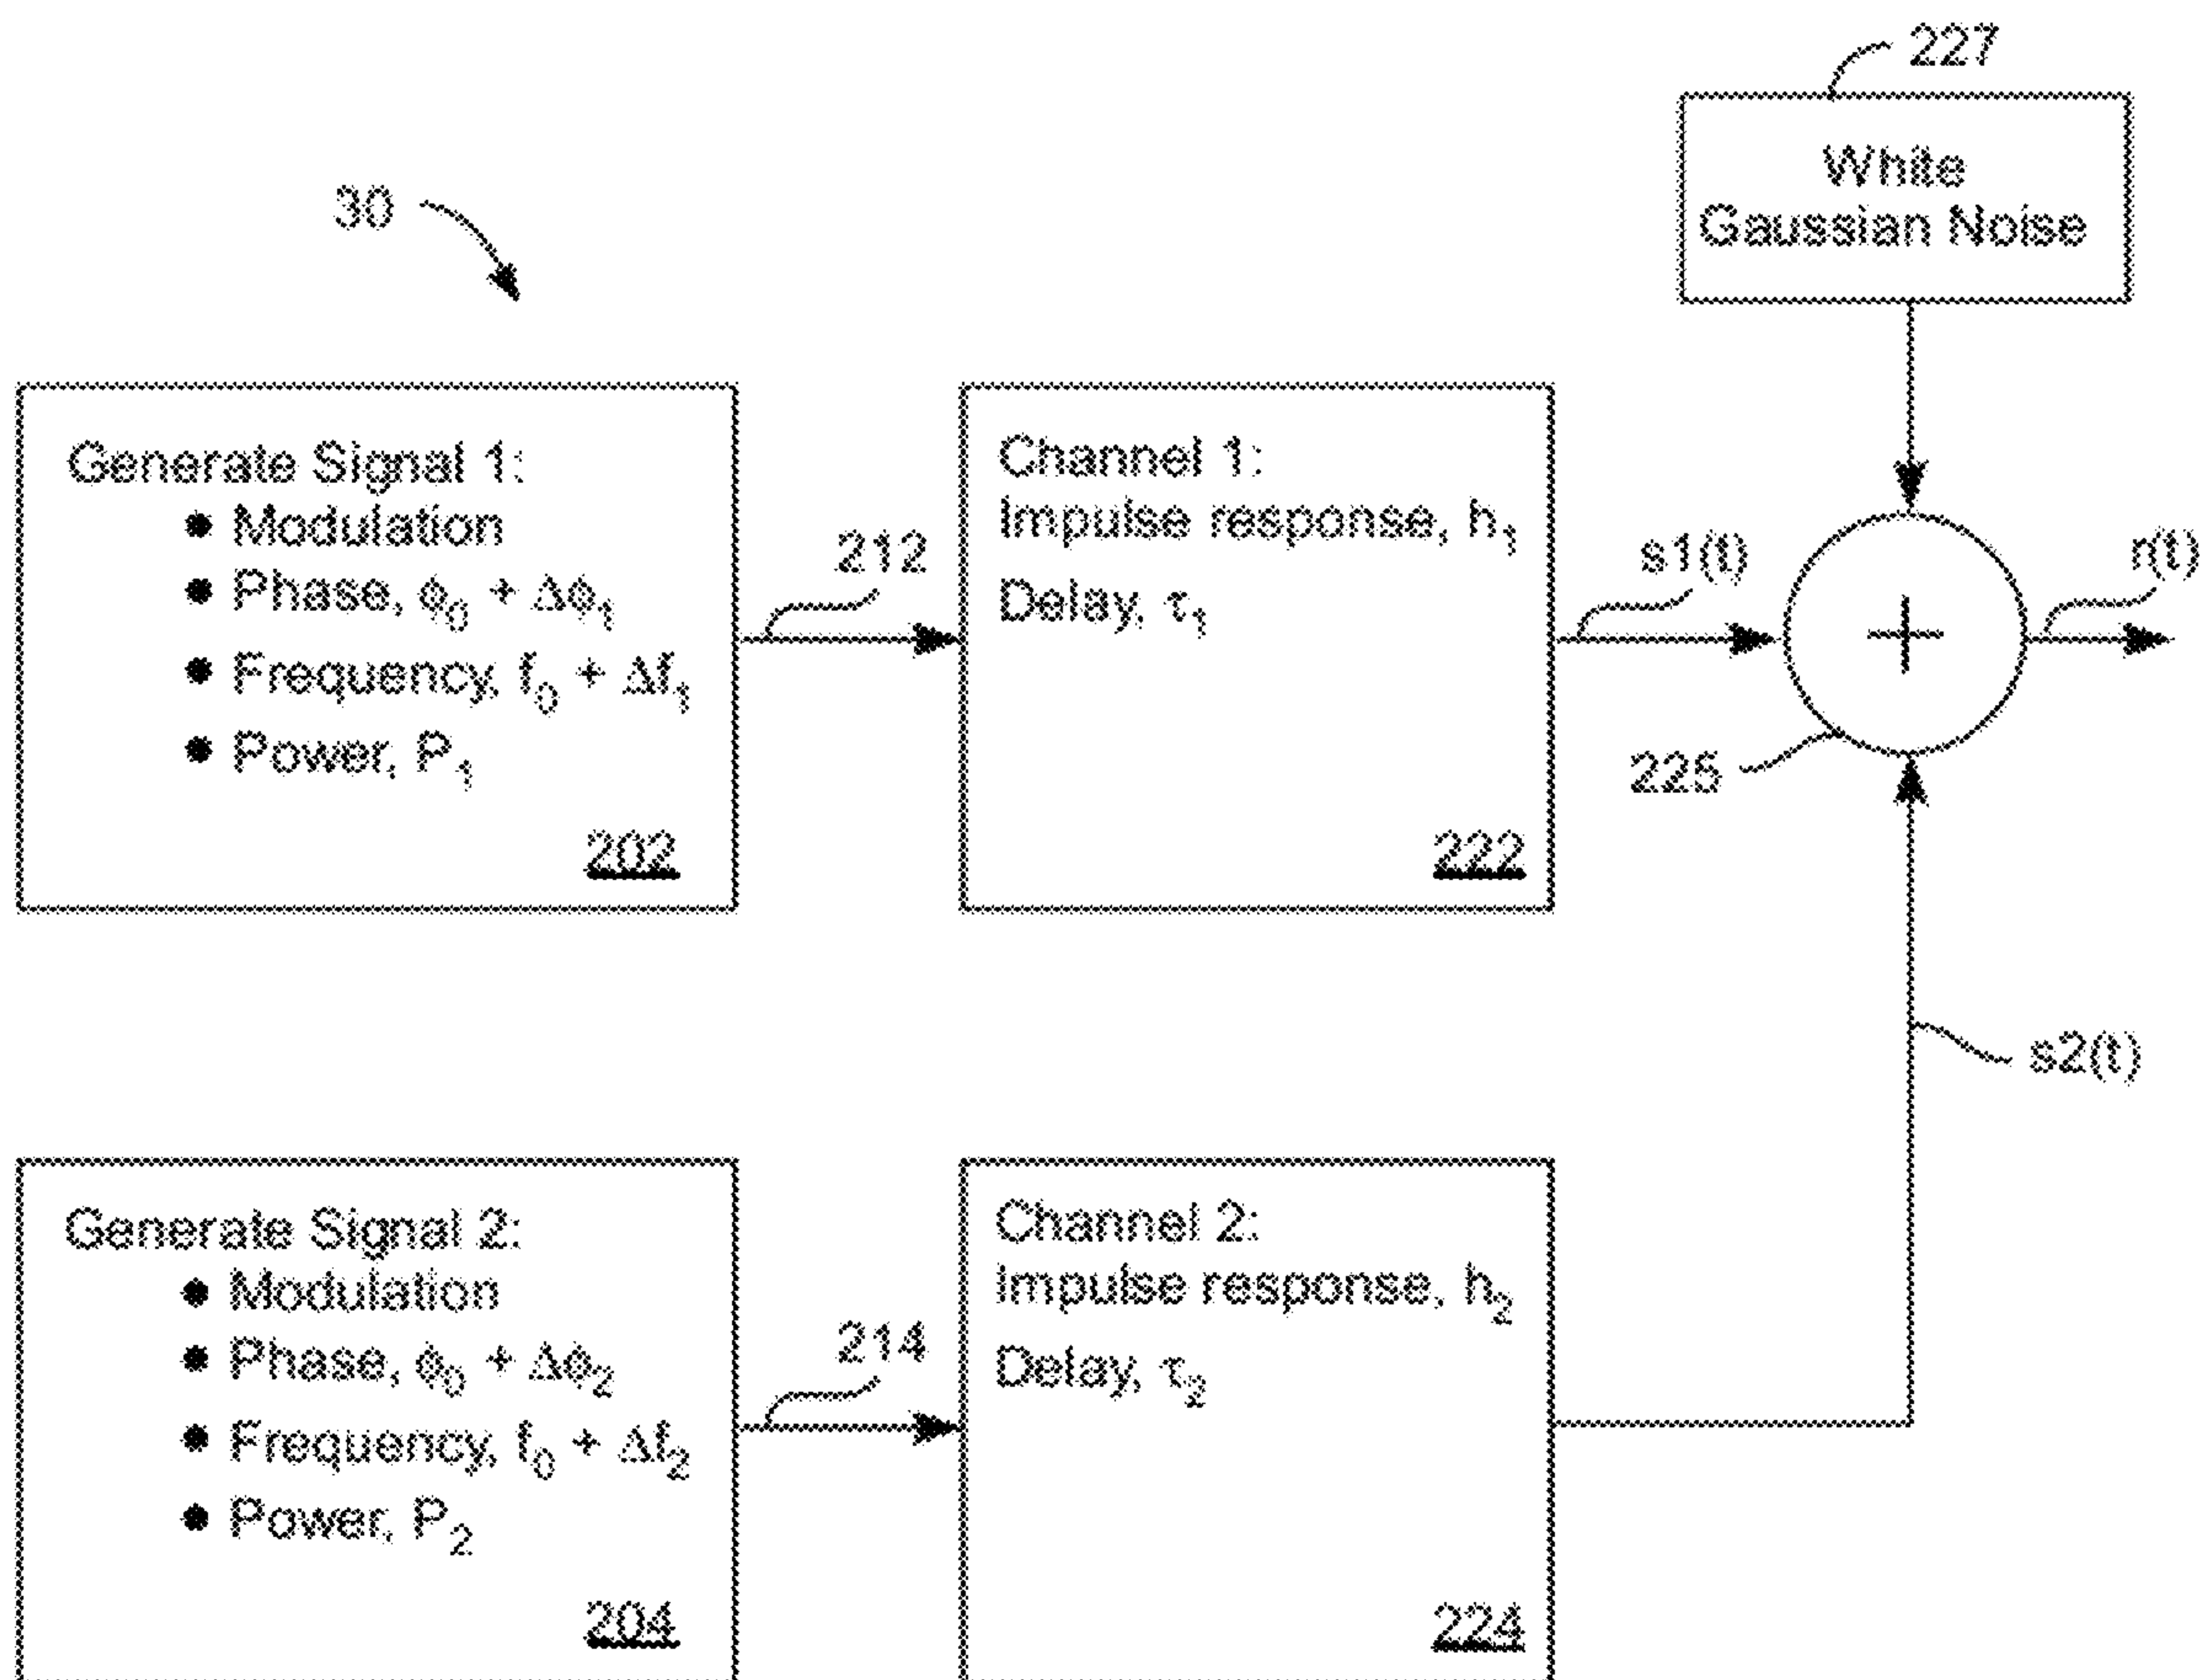 227
White
Gaussian Noise
30
Generate Signal 1:
● Modulation
● Phase, ϕ₀ + Δϕ₁
● Frequency, f₀ + Δf₁
● Power, P₁
202
212
Channel 1:
Impulse response, h₁
Delay, τ₁
222
s1(t)
+
r(t)
225
s2(t)
Generate Signal 2:
● Modulation
● Phase, ϕ₀ + Δϕ₂
● Frequency, f₀ + Δf₂
● Power, P₂
204
214
Channel 2:
Impulse response, h₂
Delay, τ₂
224